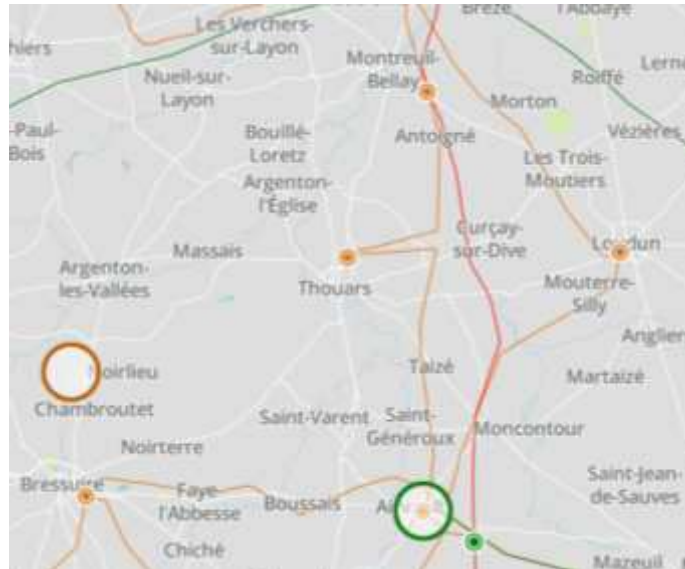 Brézé
l'Abbaye
Les Verchers-
sur-Layon
hiers
Montreuil-
Bellay
Nueil-sur-
Layon
Roiffé
Lerné
Morton
-Paul-
Bois
Bouillé-
Loretz
Antoigné
Vézières
Les Trois-
Moutiers
Argenton-
l'Église
Curçay-
sur-Dive
Massais
Loudun
Argenton-
les-Vallées
Thouars
Mouterre-
Silly
Anglier
Noirlieu
Taizé
Martaizé
Chambroutet
Saint-Varent
Saint-
Généroux
Moncontour
Noirterre
Bressuire
Faye-
l'Abbesse
Boussais
Saint-Jean-
de-Sauves
Chiché
Mazeuil